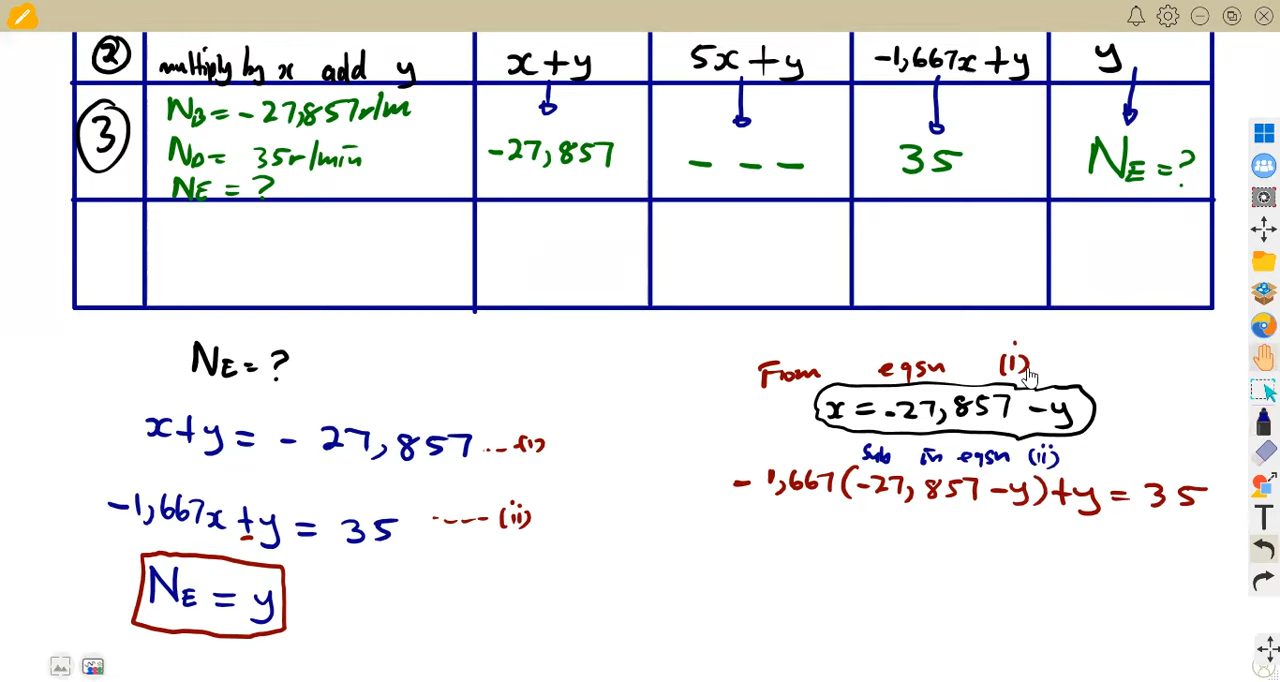 ② multiply by x add y x+y 5x+y -1,667x+y y
③ NB = -27,857r/m
ND = 35r/min -27,857 - - - 35 NE = ?
NE = ?
NE = ?
From eqsn (i)
x = -27,857 - y
x+y = - 27,857 ... (i)
Sub in eqsn (ii)
-1,667(-27,857 - y) + y = 35
-1,667x + y = 35 ---- (ii)
NE = y
T